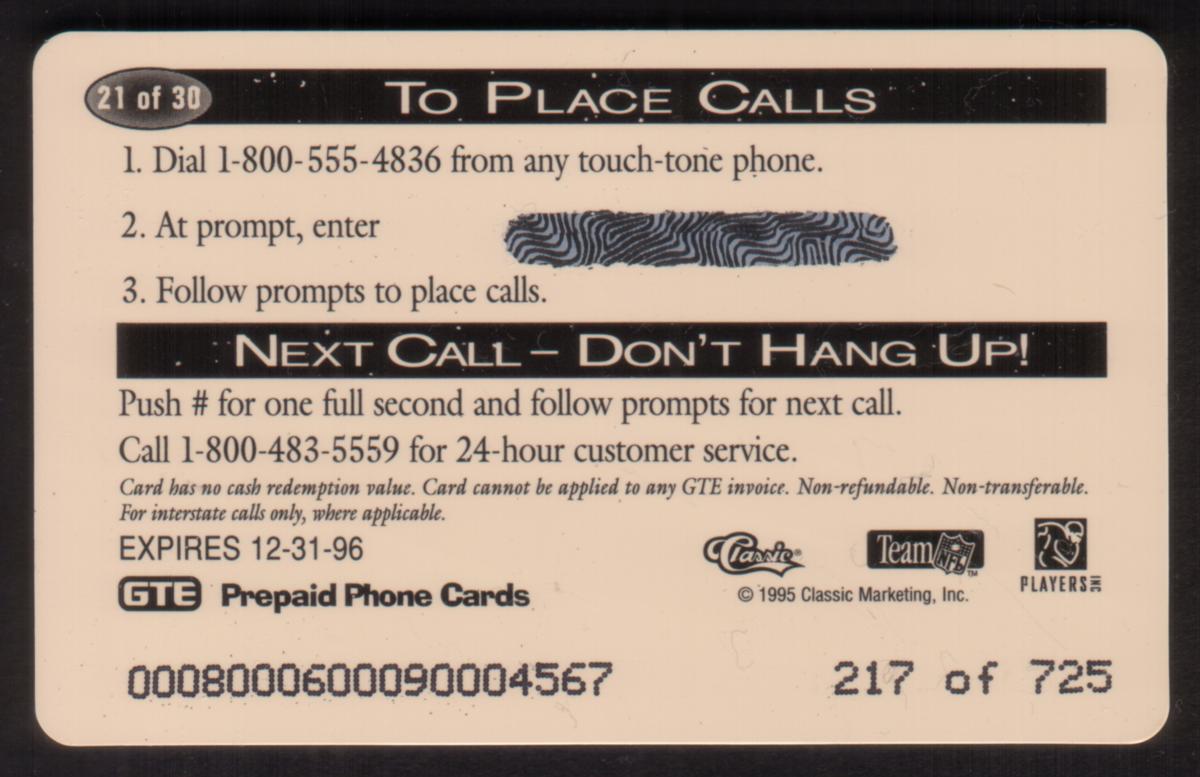 21 of 30
TO PLACE CALLS
1. Dial 1-800-555-4836 from any touch-tone phone.
2. At prompt, enter
3. Follow prompts to place calls.
NEXT CALL – DON'T HANG UP!
Push # for one full second and follow prompts for next call.
Call 1-800-483-5559 for 24-hour customer service.
Card has no cash redemption value. Card cannot be applied to any GTE invoice. Non-refundable. Non-transferable.
For interstate calls only, where applicable.
EXPIRES 12-31-96
Classic® Team NFL™ PLAYERS INC
GTE Prepaid Phone Cards
© 1995 Classic Marketing, Inc.
0008000600090004567
217 of 725